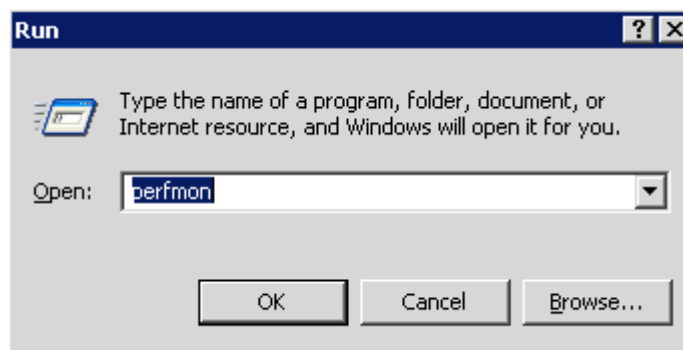 Run
Type the name of a program, folder, document, or
Internet resource, and Windows will open it for you.
Open: perfmon
OK Cancel Browse...